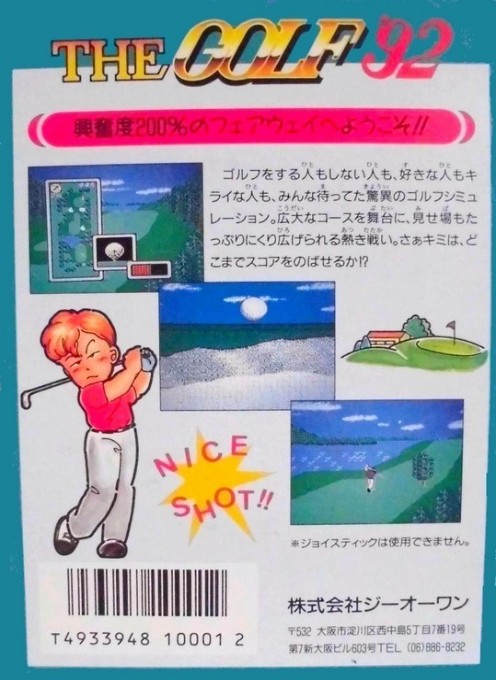 THE GOLF '92
興奮度200%のフェアウェイへようこそ!!
ゴルフをする人もしない人も、好きな人もキ
ライな人も、みんな待ってた驚異のゴルフシミュ
レーション。広大なコースを舞台に、見せ場もた
っぷりにくり広げられる熱き戦い。さぁキミは、ど
こまでスコアをのばせるか!?
NICE
SHOT!!
※ジョイスティックは使用できません。
株式会社ジーオーワン
〒532 大阪市淀川区西中島5丁目7番19号
第7新大阪ビル603号TEL (06)886-8232
T4933948 10001 2